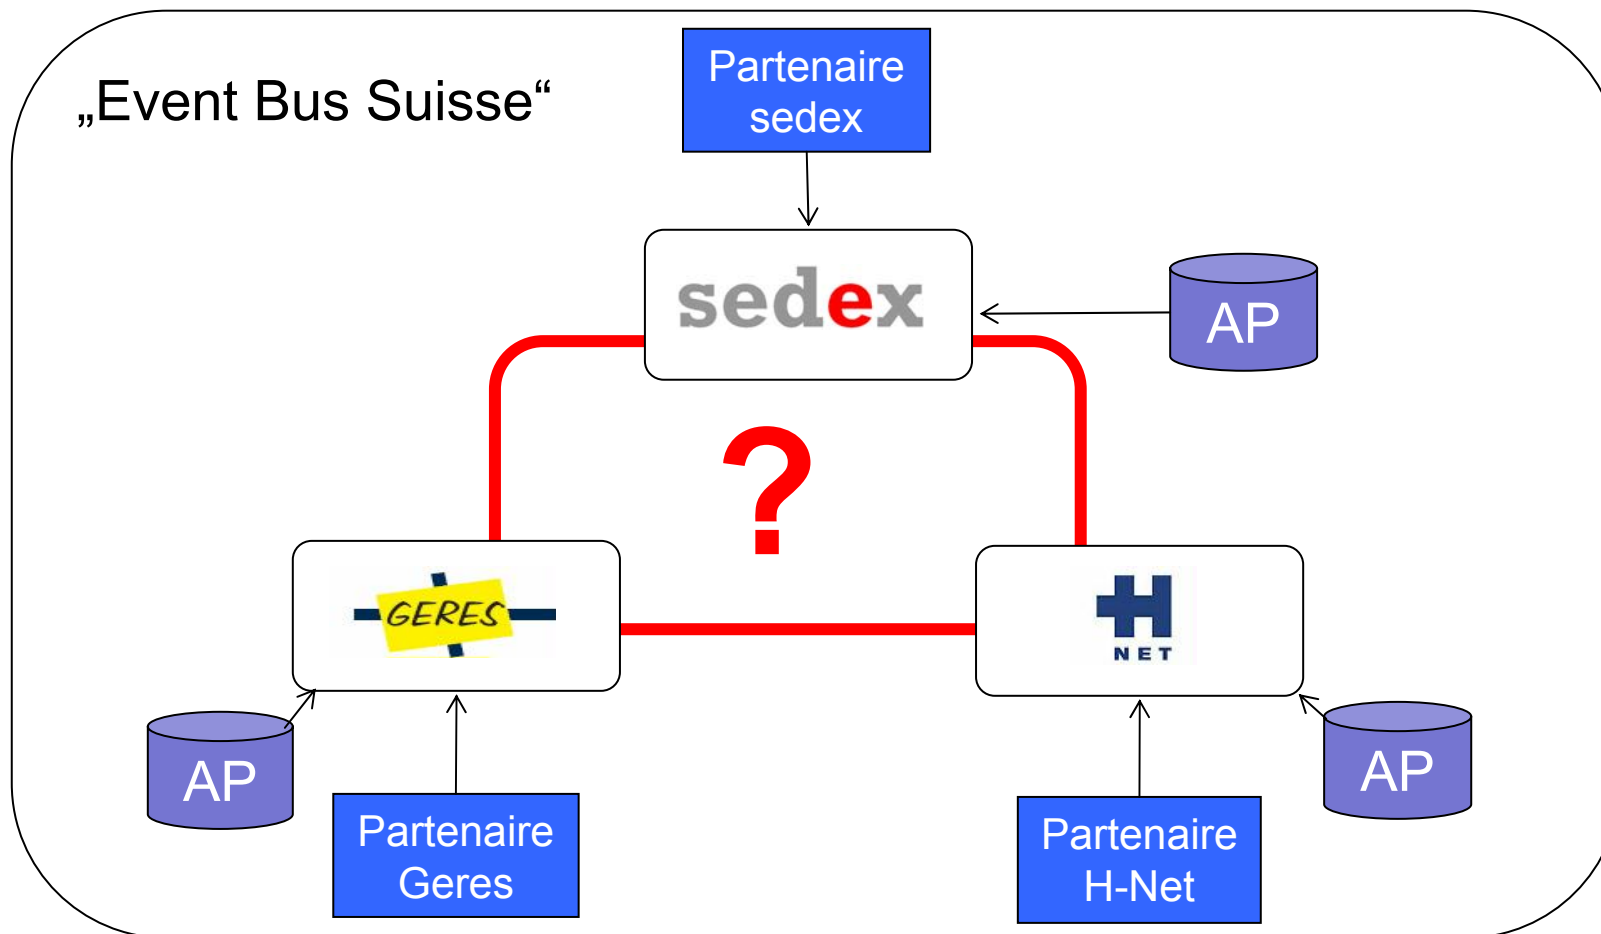 „Event Bus Suisse“
Partenaire
sedex
sedex
AP
?
GERES
H
NET
AP
AP
Partenaire
Geres
Partenaire
H-Net